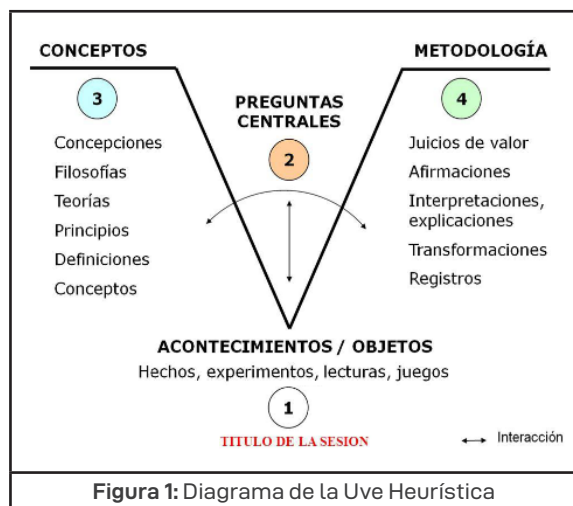 CONCEPTOS
3
Concepciones
Filosofías
Teorías
Principios
Definiciones
Conceptos
PREGUNTAS
CENTRALES
2
METODOLOGÍA
4
Juicios de valor
Afirmaciones
Interpretaciones,
explicaciones
Transformaciones
Registros
ACONTECIMIENTOS / OBJETOS
Hechos, experimentos, lecturas, juegos
1
TITULO DE LA SESION
Interacción
Figura 1: Diagrama de la Uve Heurística